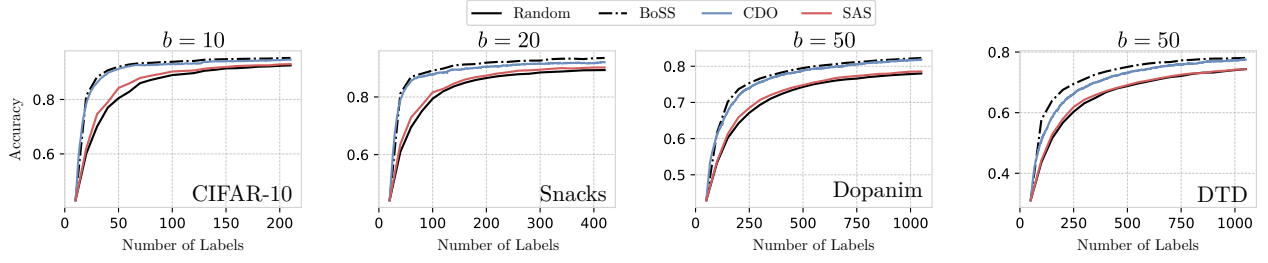 Random BoSS CDO SAS
b = 10
b = 20
b = 50
b = 50
Accuracy
0.8
0.6
CIFAR-10
0 50 100 150 200
Number of Labels
0.8
0.6
Snacks
0 100 200 300 400
Number of Labels
0.8
0.7
0.6
0.5
Dopanim
0 250 500 750 1000
Number of Labels
0.8
0.6
0.4
DTD
0 250 500 750 1000
Number of Labels